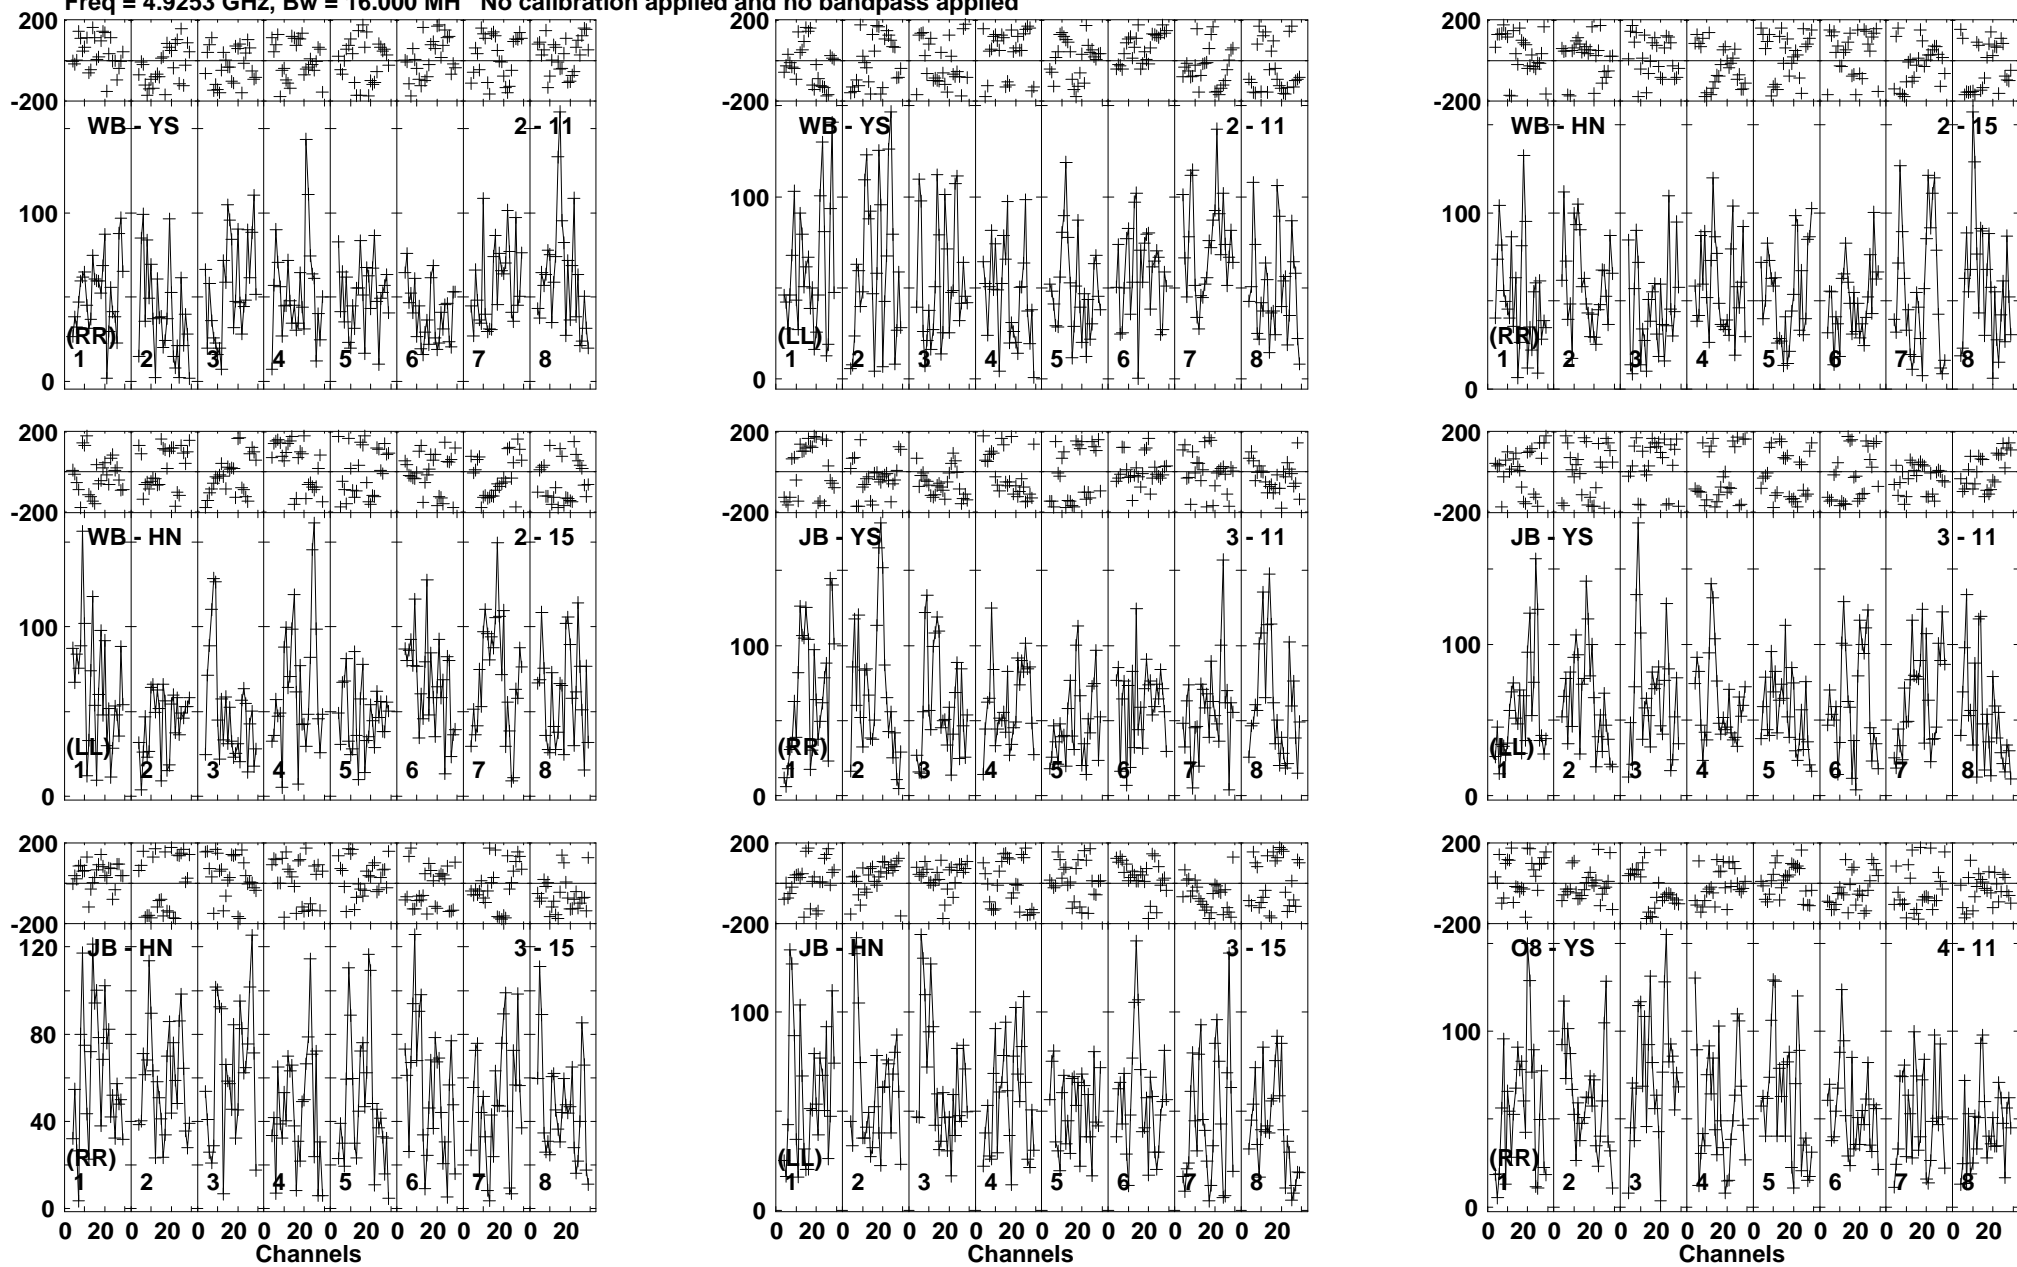 Freq = 4.9253 GHz, Bw = 16.000 MH No calibration applied and no bandpass applied
200
-200
WB - YS 2 - 11
100
(RR)
1 2 3 4 5 6 7 8
0
200
-200
WB - YS 2 - 11
100
(LL)
1 2 3 4 5 6 7 8
0
200
-200
WB - HN 2 - 15
100
(RR)
1 2 3 4 5 6 7 8
0
200
-200
WB - HN 2 - 15
100
(LL)
1 2 3 4 5 6 7 8
0
200
-200
JB - YS 3 - 11
100
(RR)
1 2 3 4 5 6 7 8
0
200
-200
JB - YS 3 - 11
100
(LL)
1 2 3 4 5 6 7 8
0
200
-200
120
JB - HN 3 - 15
80
40
(RR)
1 2 3 4 5 6 7 8
0
0 20 0 20 0 20 0 20 0 20 0 20 0 20 0 20
Channels
200
-200
JB - HN 3 - 15
100
(LL)
1 2 3 4 5 6 7 8
0
0 20 0 20 0 20 0 20 0 20 0 20 0 20 0 20
Channels
200
-200
O8 - YS 4 - 11
100
(RR)
1 2 3 4 5 6 7 8
0
0 20 0 20 0 20 0 20 0 20 0 20 0 20 0 20
Channels